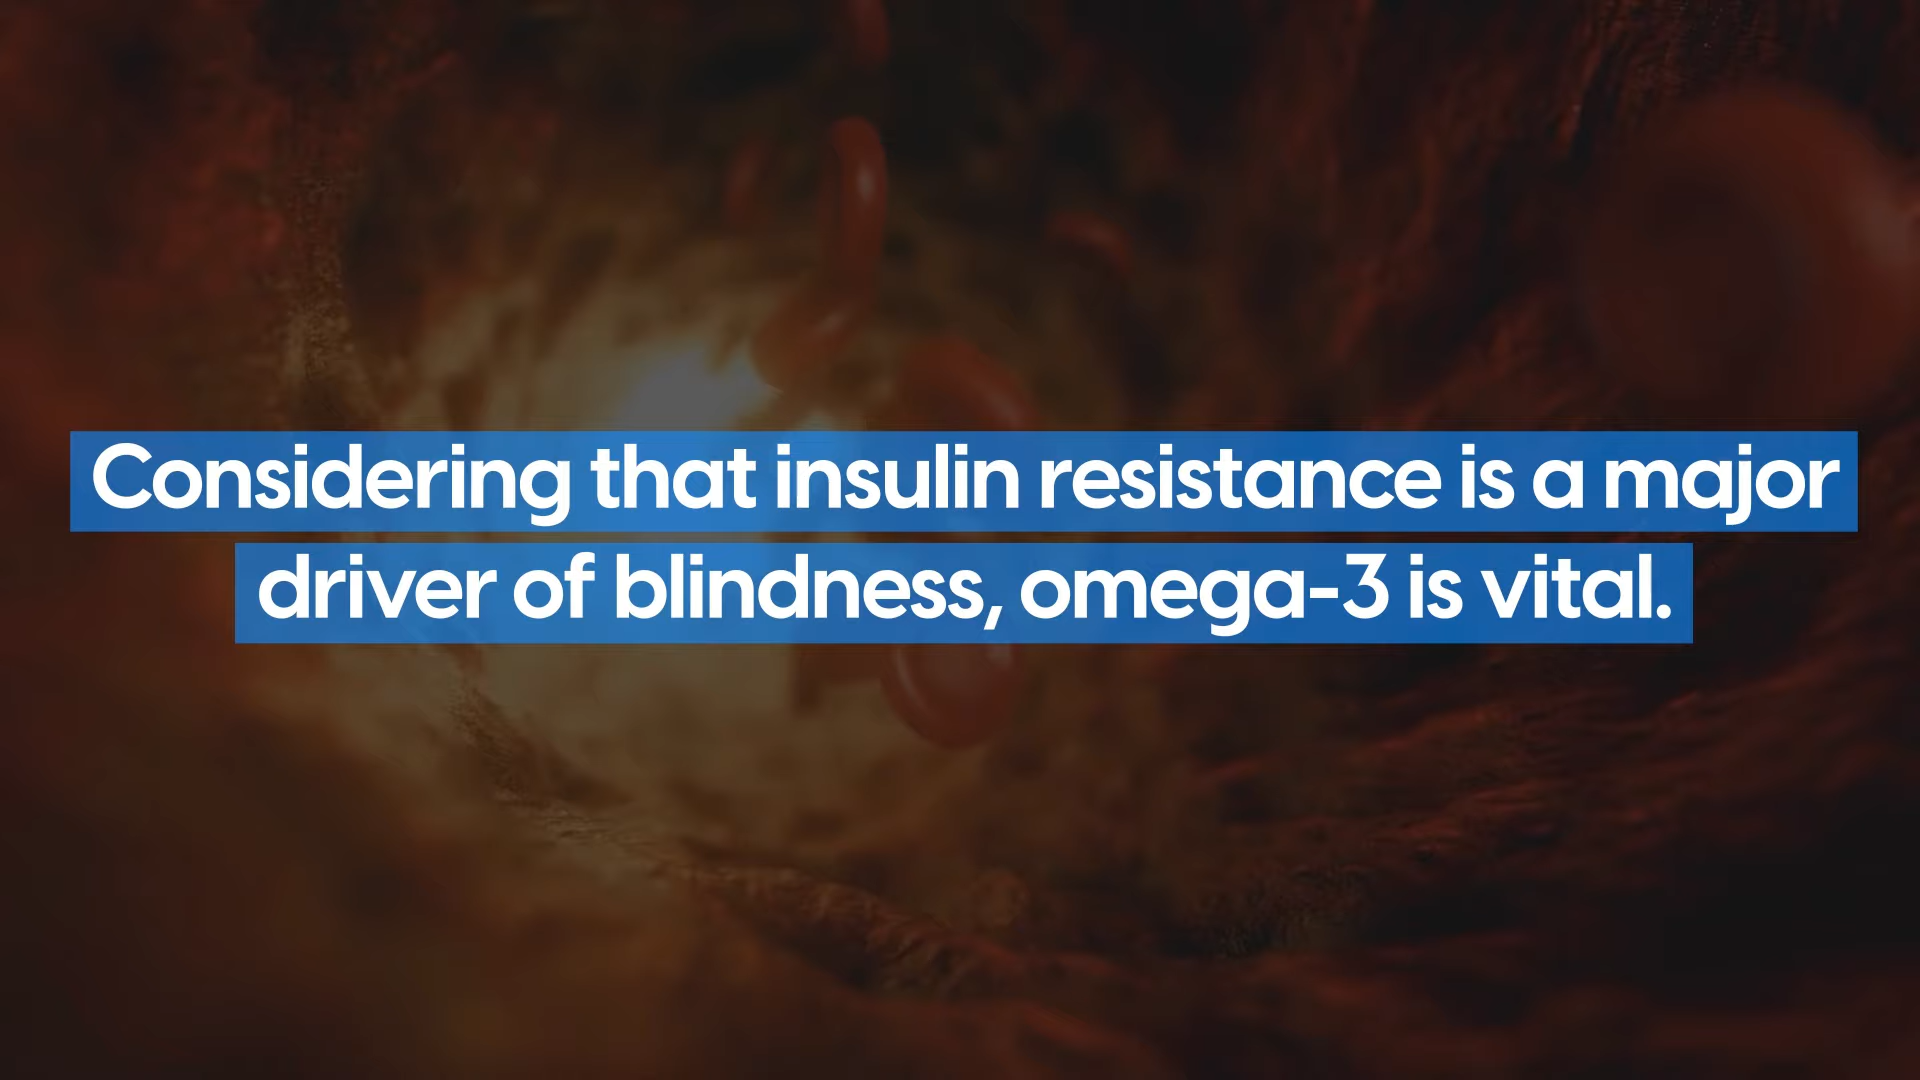 Considering that insulin resistance is a major
driver of blindness, omega-3 is vital.